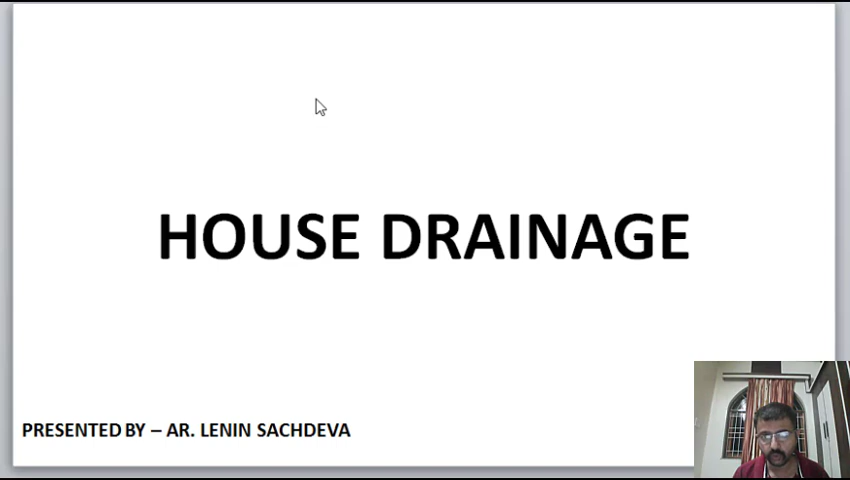 HOUSE DRAINAGE
PRESENTED BY – AR. LENIN SACHDEVA